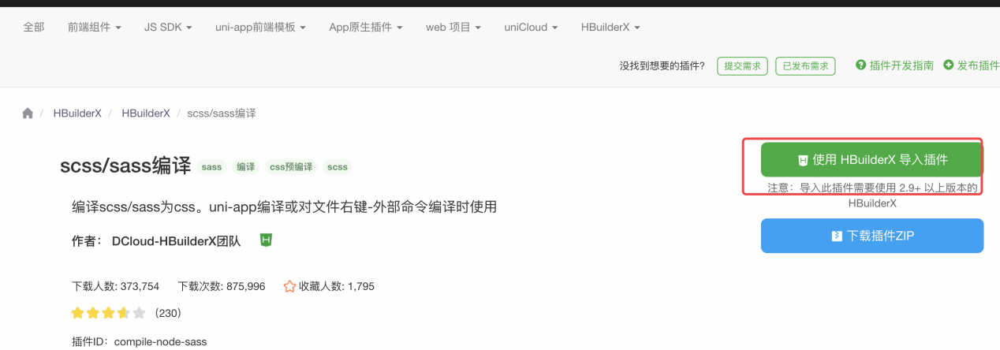 全部 前端组件 JS SDK uni-app前端模板 App原生插件 web 项目 uniCloud HBuilderX
没找到想要的插件? 提交需求 已发布需求 插件开发指南 发布插件
/ HBuilderX / HBuilderX / scss/sass编译
scss/sass编译 sass 编译 css预编译 scss
使用 HBuilderX 导入插件
注意：导入此插件需要使用 2.9+ 以上版本的
HBuilderX
下载插件ZIP
编译scss/sass为css。uni-app编译或对文件右键-外部命令编译时使用
作者： DCloud-HBuilderX团队
下载人数: 373,754 下载次数: 875,996 收藏人数: 1,795
(230)
插件ID：compile-node-sass